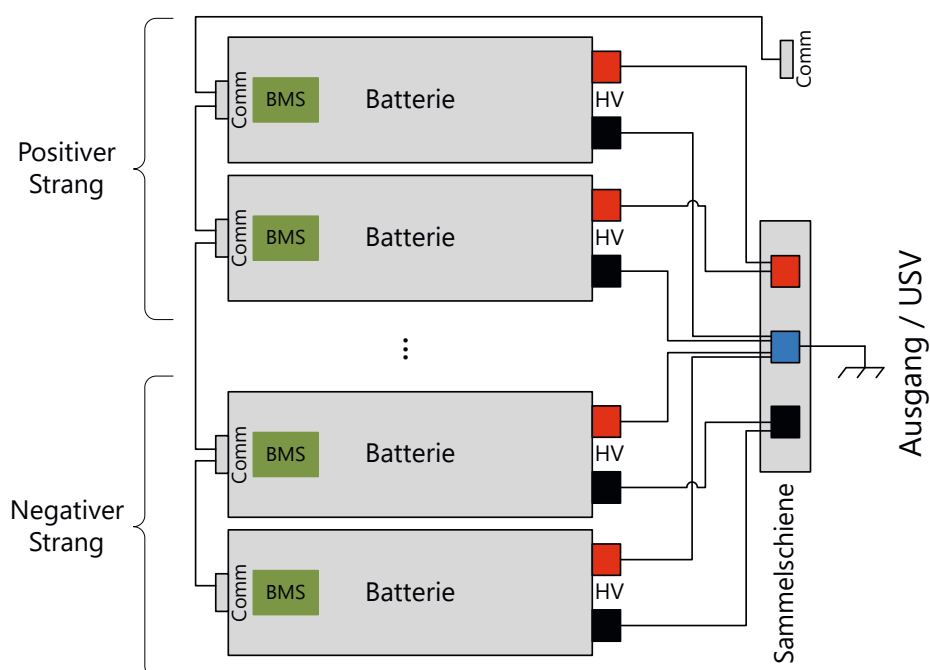 Positiver
Strang
Comm
BMS
Batterie
HV
Comm
Comm
BMS
Batterie
HV
...
Negativer
Strang
Comm
BMS
Batterie
HV
Comm
BMS
Batterie
HV
Sammelschiene
Ausgang / USV